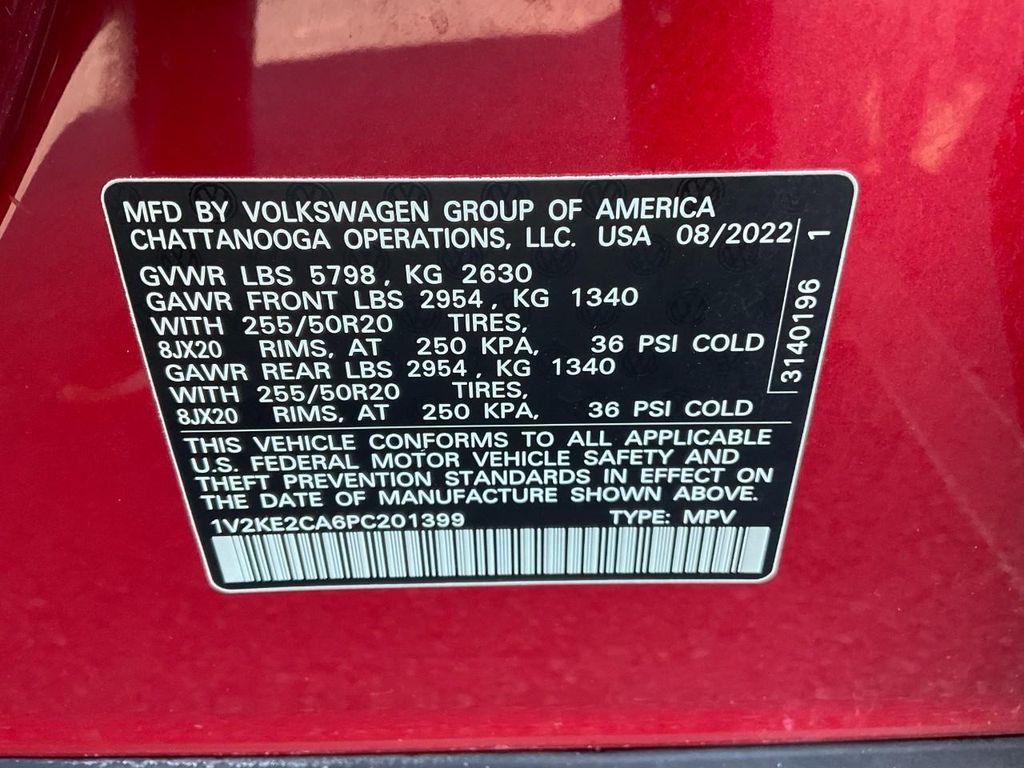 MFD BY VOLKSWAGEN GROUP OF AMERICA
CHATTANOOGA OPERATIONS, LLC. USA 08/2022
GVWR LBS 5798, KG 2630
GAWR FRONT LBS 2954, KG 1340
WITH 255/50R20 TIRES,
8JX20 RIMS, AT 250 KPA, 36 PSI COLD
GAWR REAR LBS 2954, KG 1340
WITH 255/50R20 TIRES,
8JX20 RIMS, AT 250 KPA, 36 PSI COLD
3140196 1
THIS VEHICLE CONFORMS TO ALL APPLICABLE
U.S. FEDERAL MOTOR VEHICLE SAFETY AND
THEFT PREVENTION STANDARDS IN EFFECT ON
THE DATE OF MANUFACTURE SHOWN ABOVE.
1V2KE2CA6PC201399 TYPE: MPV